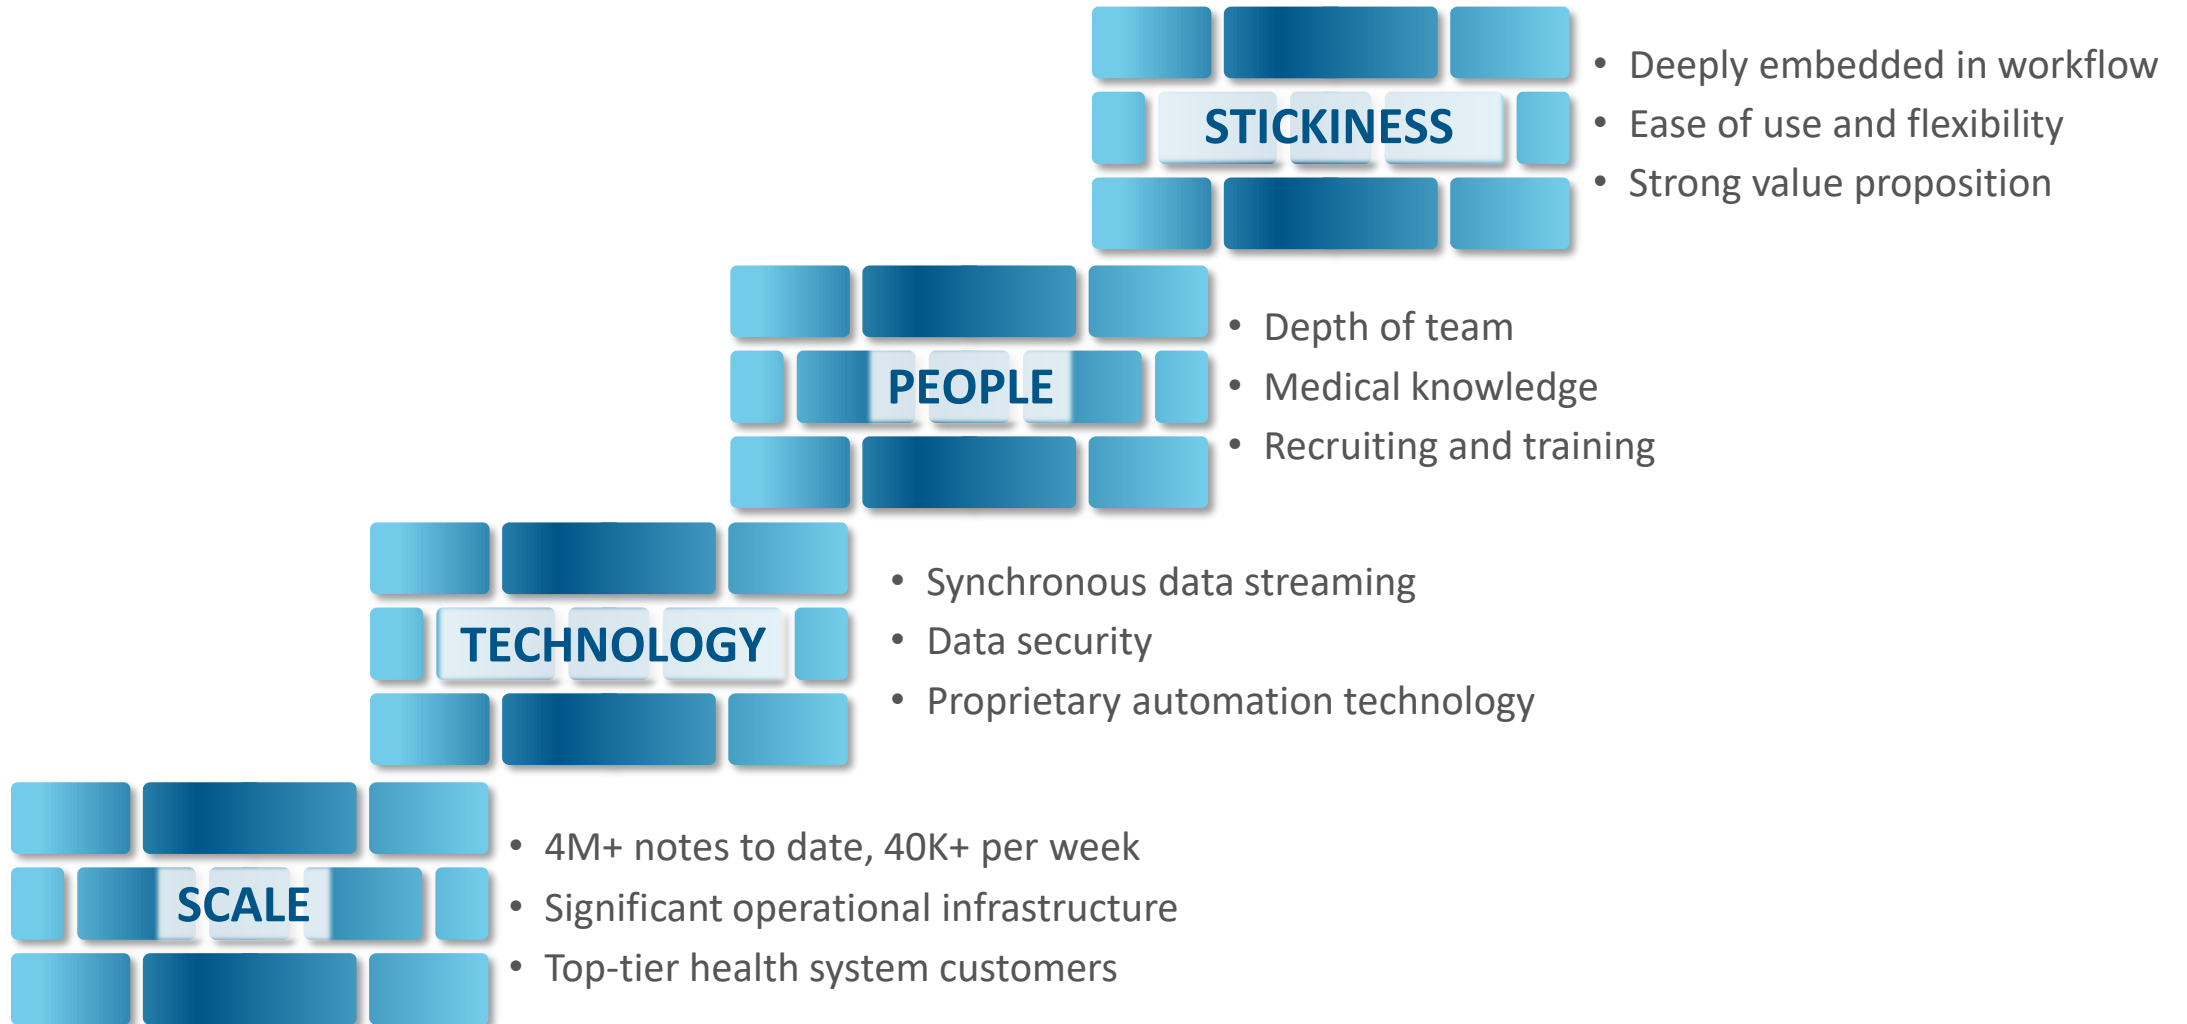 STICKINESS
• Deeply embedded in workflow
• Ease of use and flexibility
• Strong value proposition
PEOPLE
• Depth of team
• Medical knowledge
• Recruiting and training
TECHNOLOGY
• Synchronous data streaming
• Data security
• Proprietary automation technology
SCALE
• 4M+ notes to date, 40K+ per week
• Significant operational infrastructure
• Top-tier health system customers